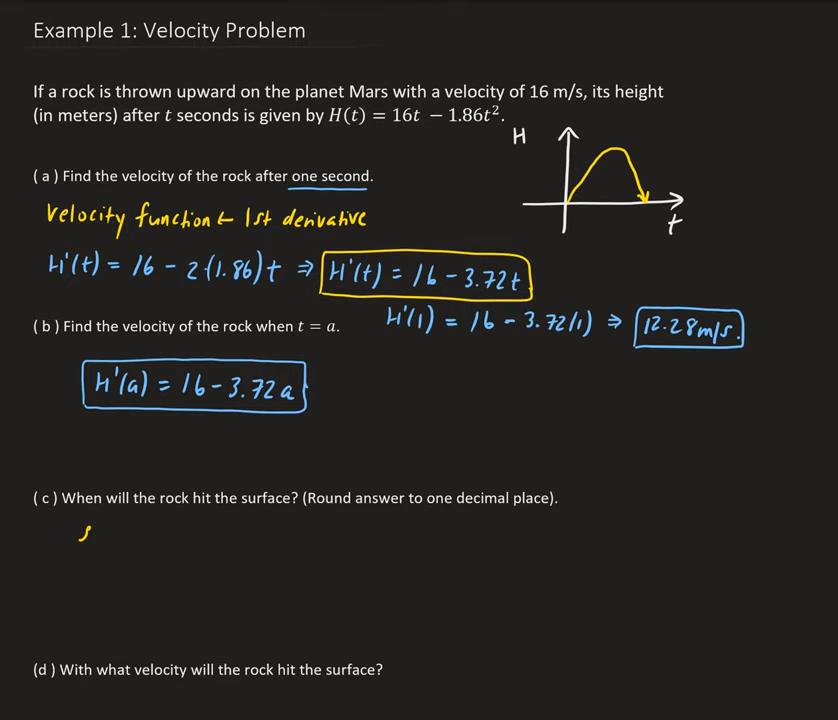 Example 1: Velocity Problem
If a rock is thrown upward on the planet Mars with a velocity of 16 m/s, its height
(in meters) after t seconds is given by H(t) = 16t − 1.86t².
H
t
( a ) Find the velocity of the rock after one second.
Velocity function ← 1st derivative
H'(t) = 16 - 2(1.86)t ⇒ H'(t) = 16 - 3.72t
H'(1) = 16 - 3.72(1) ⇒ 12.28m/s.
( b ) Find the velocity of the rock when t = a.
H'(a) = 16 - 3.72a
( c ) When will the rock hit the surface? (Round answer to one decimal place).
s
(d ) With what velocity will the rock hit the surface?